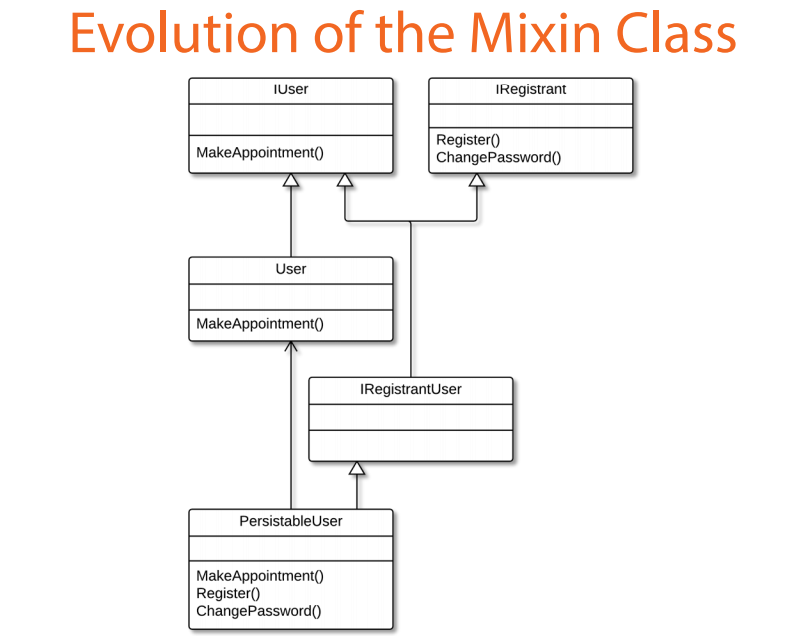 Evolution of the Mixin Class
IUser
MakeAppointment()
IRegistrant
Register()
ChangePassword()
User
MakeAppointment()
IRegistrantUser
PersistableUser
MakeAppointment()
Register()
ChangePassword()